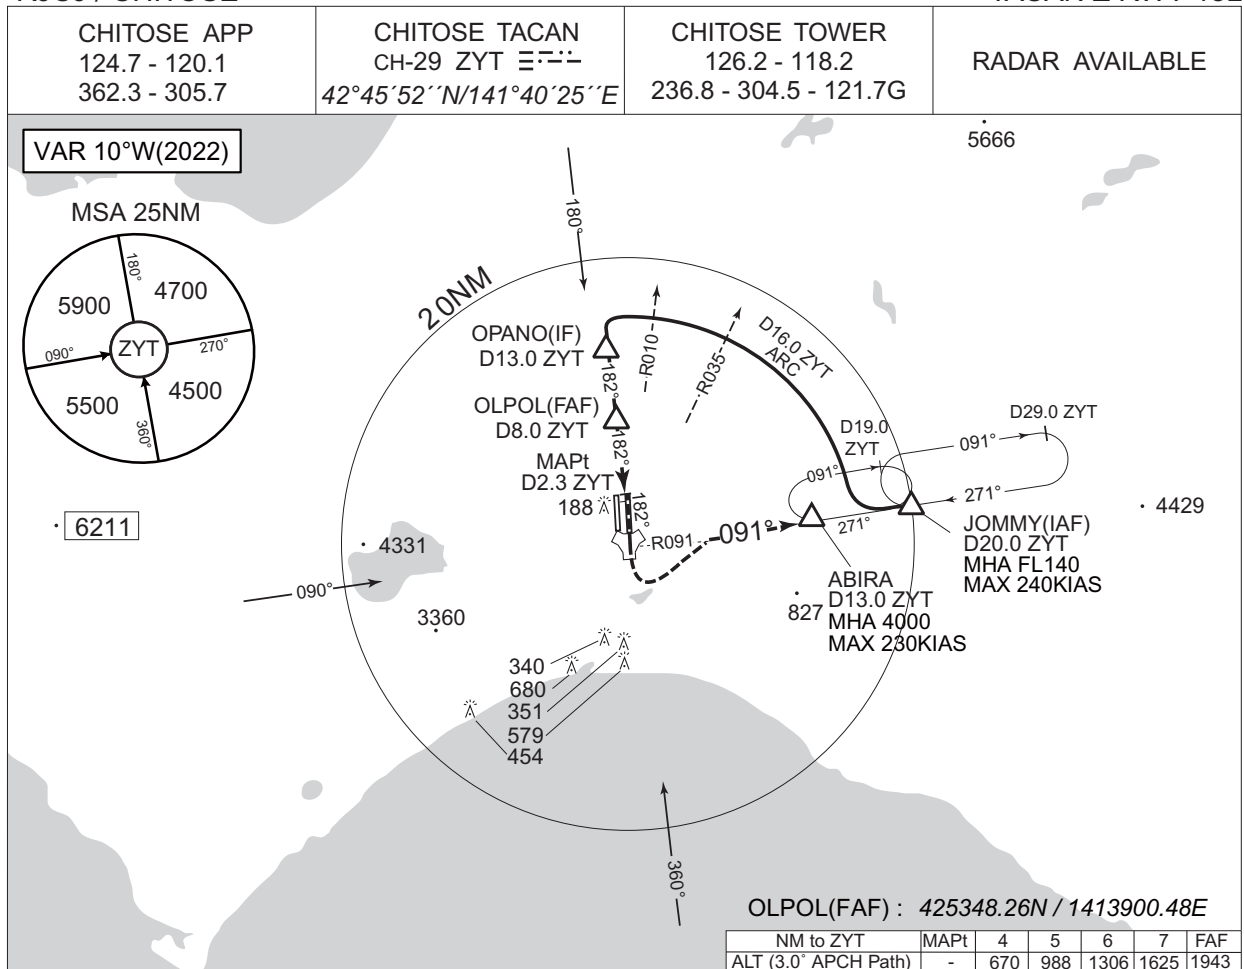 CHITOSE APP
124.7 - 120.1
362.3 - 305.7
CHITOSE TACAN
CH-29 ZYT
42°45´52´´N/141°40´25´´E
CHITOSE TOWER
126.2 - 118.2
236.8 - 304.5 - 121.7G
RADAR AVAILABLE
VAR 10°W(2022)
5666
MSA 25NM
180°
5900
4700
090°
ZYT
270°
5500
4500
360°
180°
20NM
OPANO(IF)
D13.0 ZYT
R010
R035
D16.0 ZYT
ARC
182°
OLPOL(FAF)
D8.0 ZYT
182°
MAPt
D2.3 ZYT
188
182°
D19.0
ZYT
D29.0 ZYT
091°
091°
271°
271°
R091
091°
JOMMY(IAF)
D20.0 ZYT
MHA FL140
MAX 240KIAS
4429
6211
4331
090°
3360
ABIRA
D13.0 ZYT
MHA 4000
MAX 230KIAS
827
340
680
351
579
454
360°
OLPOL(FAF) : 425348.26N / 1413900.48E
NM to ZYT MAPt 4 5 6 7 FAF
ALT (3.0° APCH Path) - 670 988 1306 1625 1943